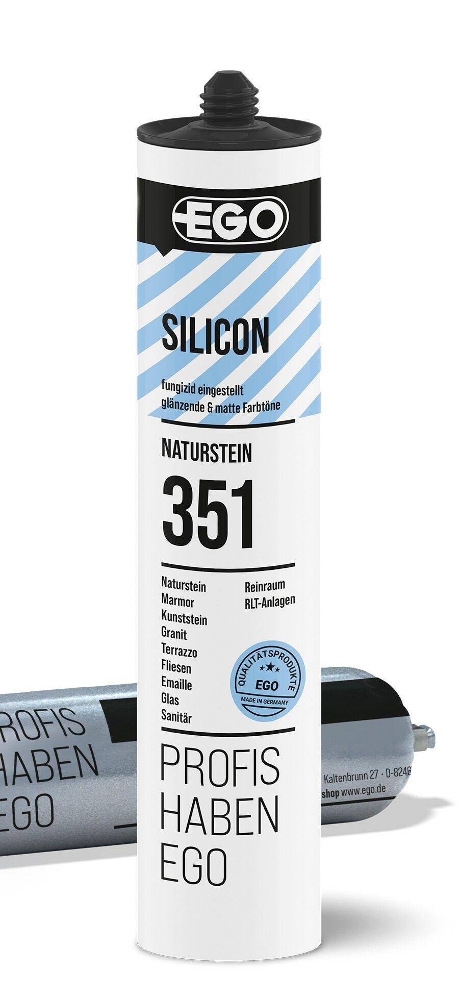 EGO
SILICON
fungizid eingestellt
glänzende & matte Farbtöne
NATURSTEIN
351
Naturstein
Marmor
Kunststein
Granit
Terrazzo
Fliesen
Emaille
Glas
Sanitär
Reinraum
RLT-Anlagen
QUALITÄTSPRODUKTE
EGO
MADE IN GERMANY
PROFIS
HABEN
EGO
ROFIS
HABEN
EGO
Kaltenbrunn 27 · D-8246
shop www.ego.de